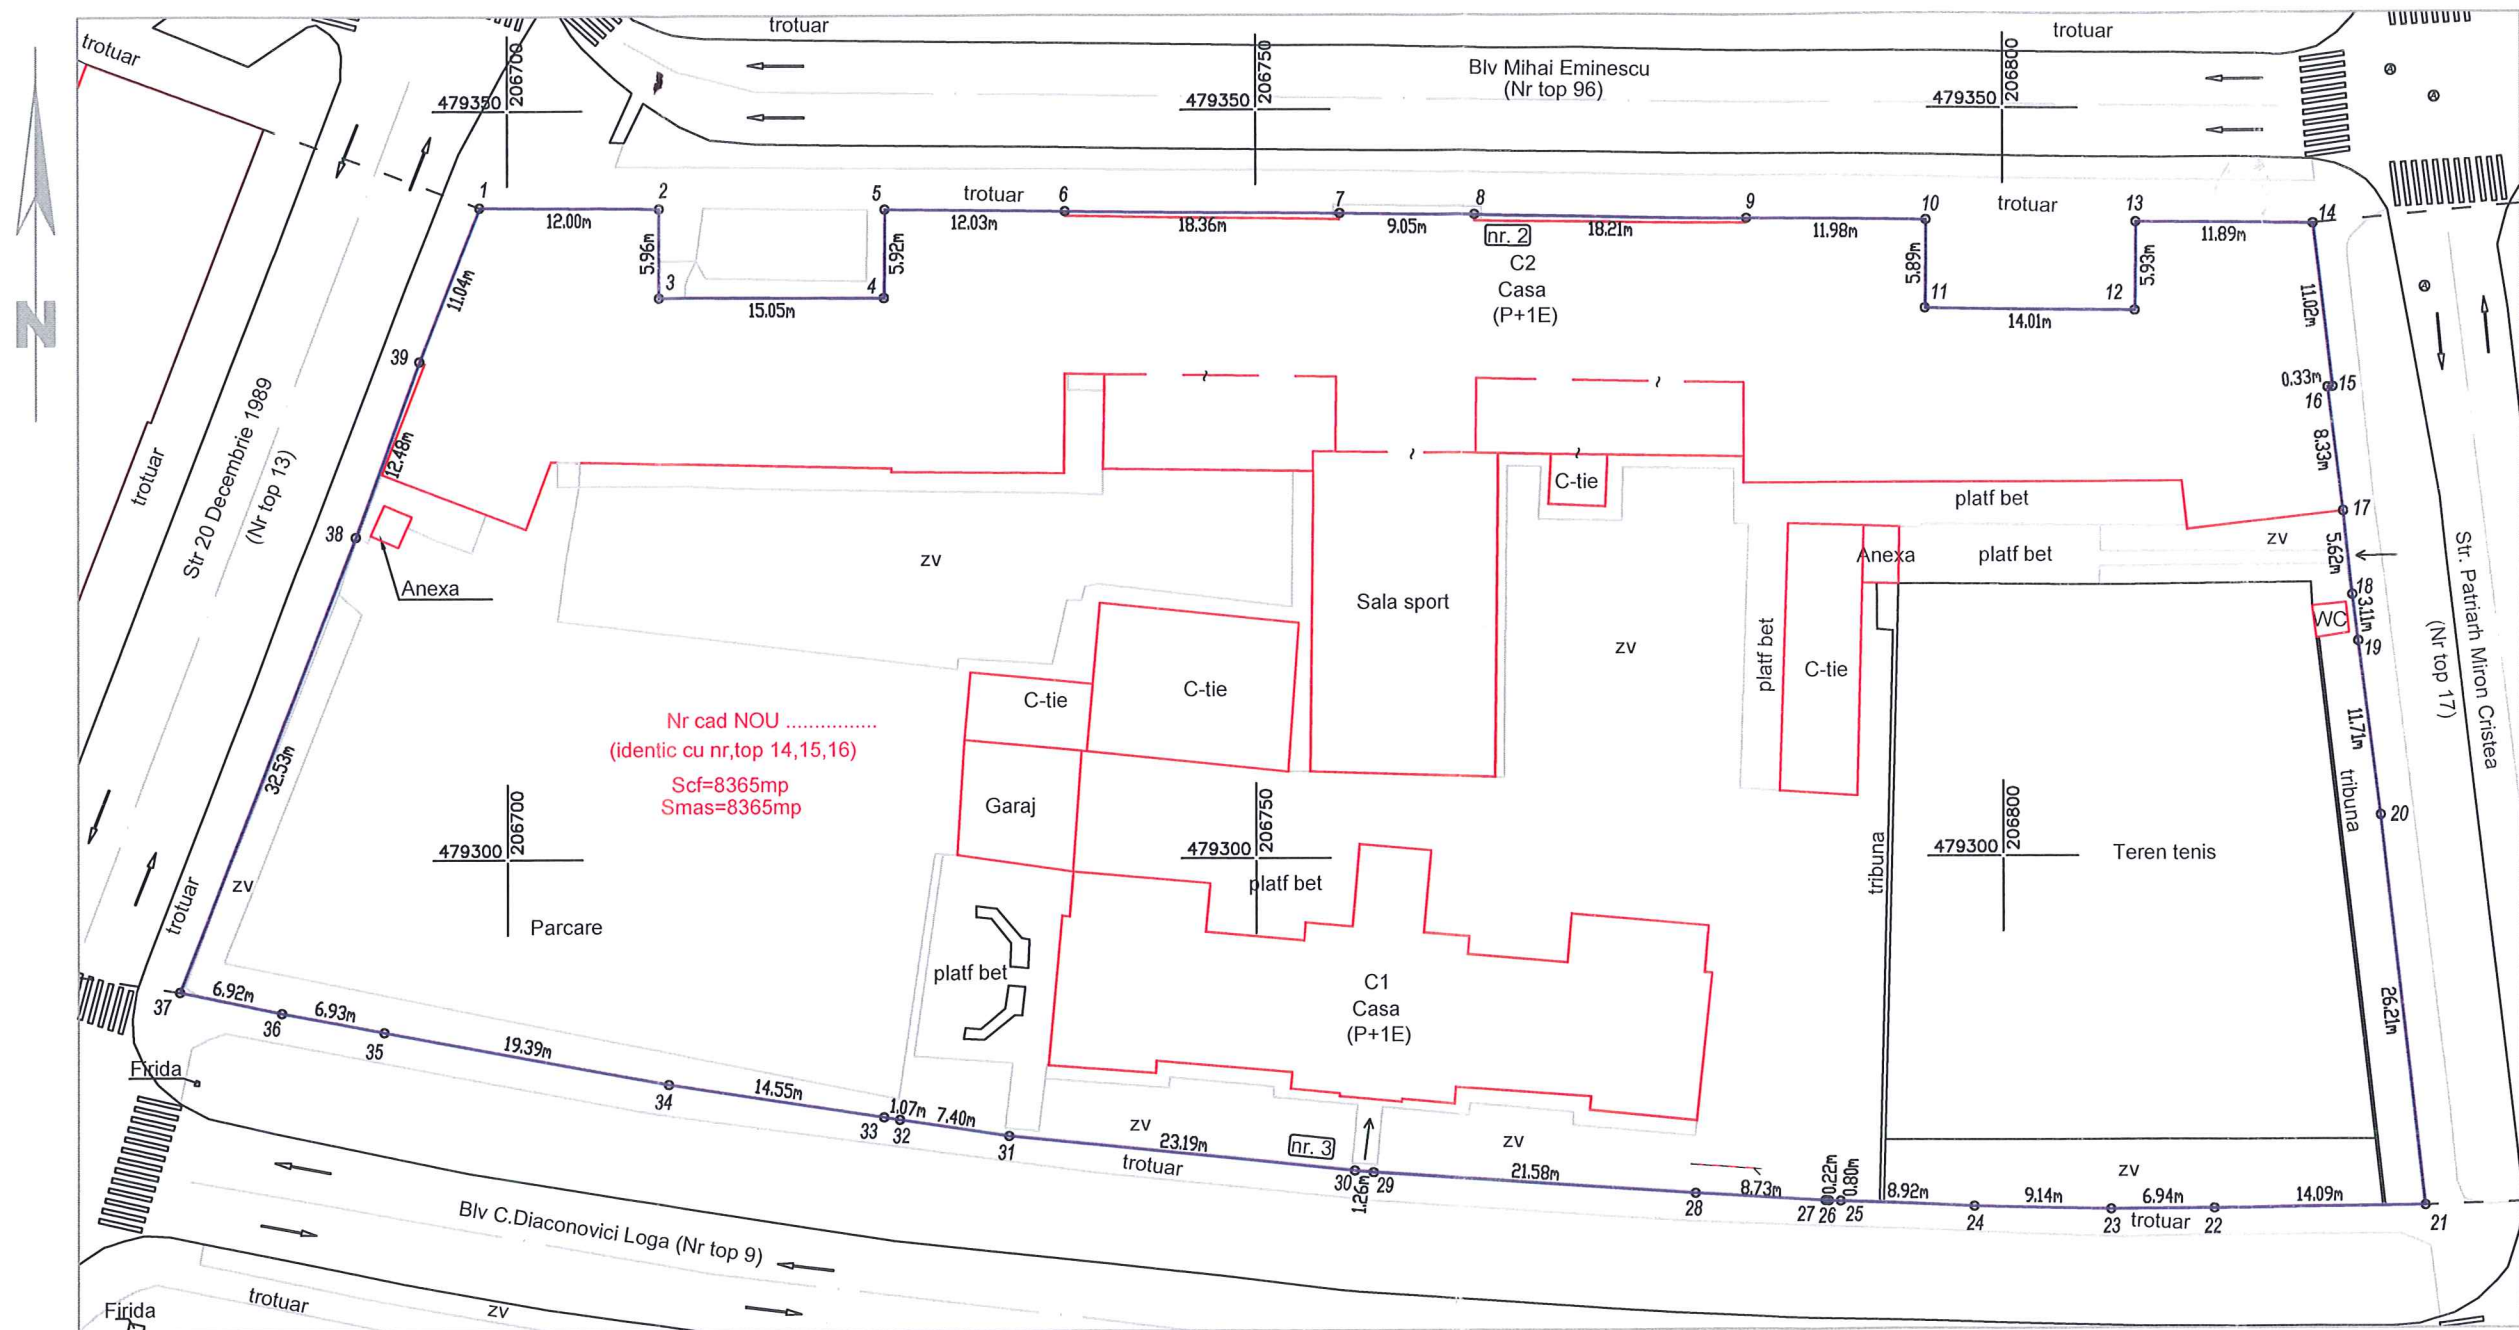 trotuar
trotuar
trotuar
479350
206700
479350
206750
479350
206800
Blv Mihai Eminescu
(Nr top 96)
N
1
2
5
trotuar
6
7
8
9
10
trotuar
13
14
12.00m
12.03m
18.36m
9.05m
nr. 2
18.21m
11.98m
11.89m
5.96m
5.92m
5.89m
5.93m
3
4
15.05m
11
12
14.01m
C2
Casa
(P+1E)
11.04m
39
12.48m
38
11.02m
0.33m
15
16
8.33m
17
5.62m
18
3.11m
19
WC
11.71m
20
26.21m
Str 20 Decembrie 1989
(Nr top 13)
trotuar
Str. Patriarh Miron Cristea
(Nr top 17)
Anexa
zv
C-tie
Sala sport
zv
platf bet
platf bet
Anexa
zv
platf bet
C-tie
C-tie
C-tie
Garaj
Nr cad NOU ................
(identic cu nr,top 14,15,16)
Scf=8365mp
Smas=8365mp
32.53m
479300
206700
479300
206750
479300
206800
platf bet
Teren tenis
tribuna
tribuna
zv
trotuar
Parcare
platf bet
C1
Casa
(P+1E)
37
6.92m
36
6.93m
35
19.39m
34
14.55m
33
1.07m
32
7.40m
31
zv
23.19m
nr. 3
30
1.26m
29
zv
21.58m
28
8.73m
27
0.22m
26
0.80m
25
8.92m
24
9.14m
23
zv
6.94m
22
14.09m
21
trotuar
trotuar
Firida
Blv C.Diaconovici Loga (Nr top 9)
Firida
trotuar
zv